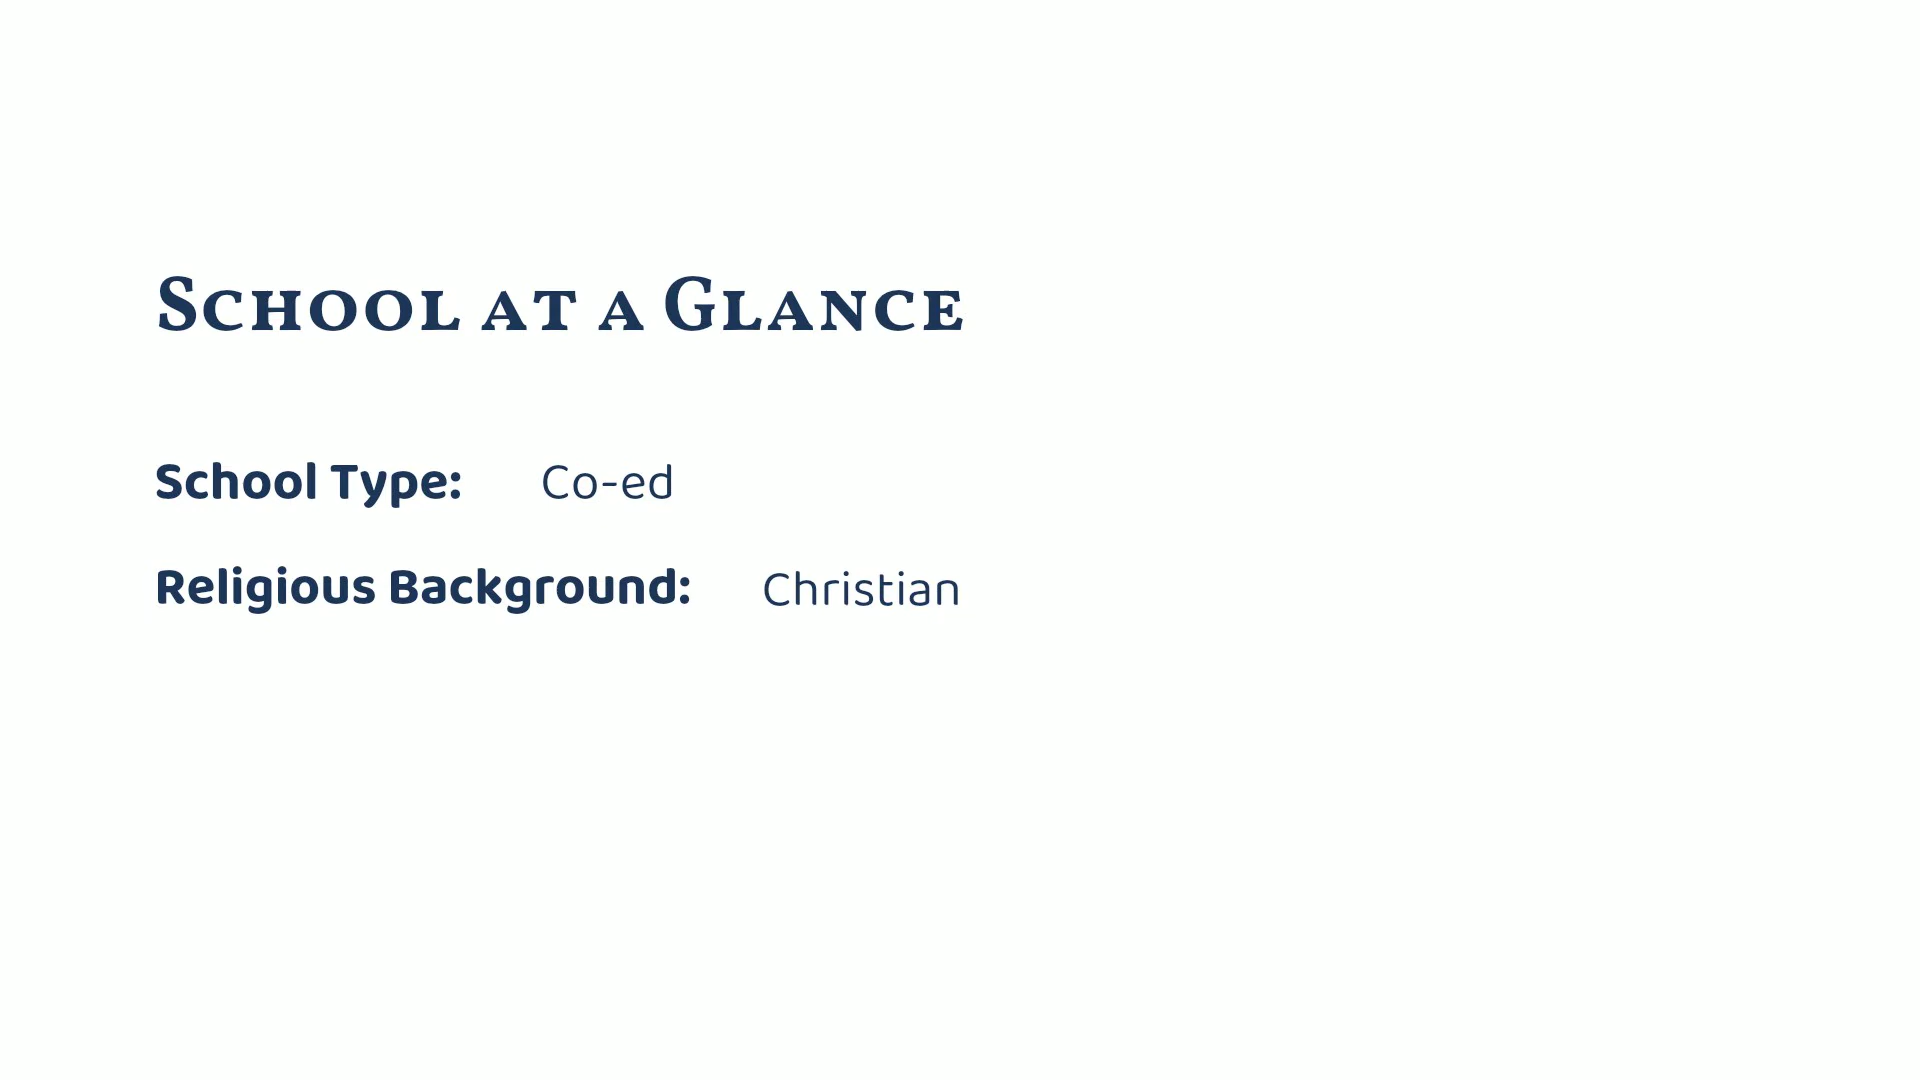 School at a Glance
School Type: Co-ed
Religious Background: Christian